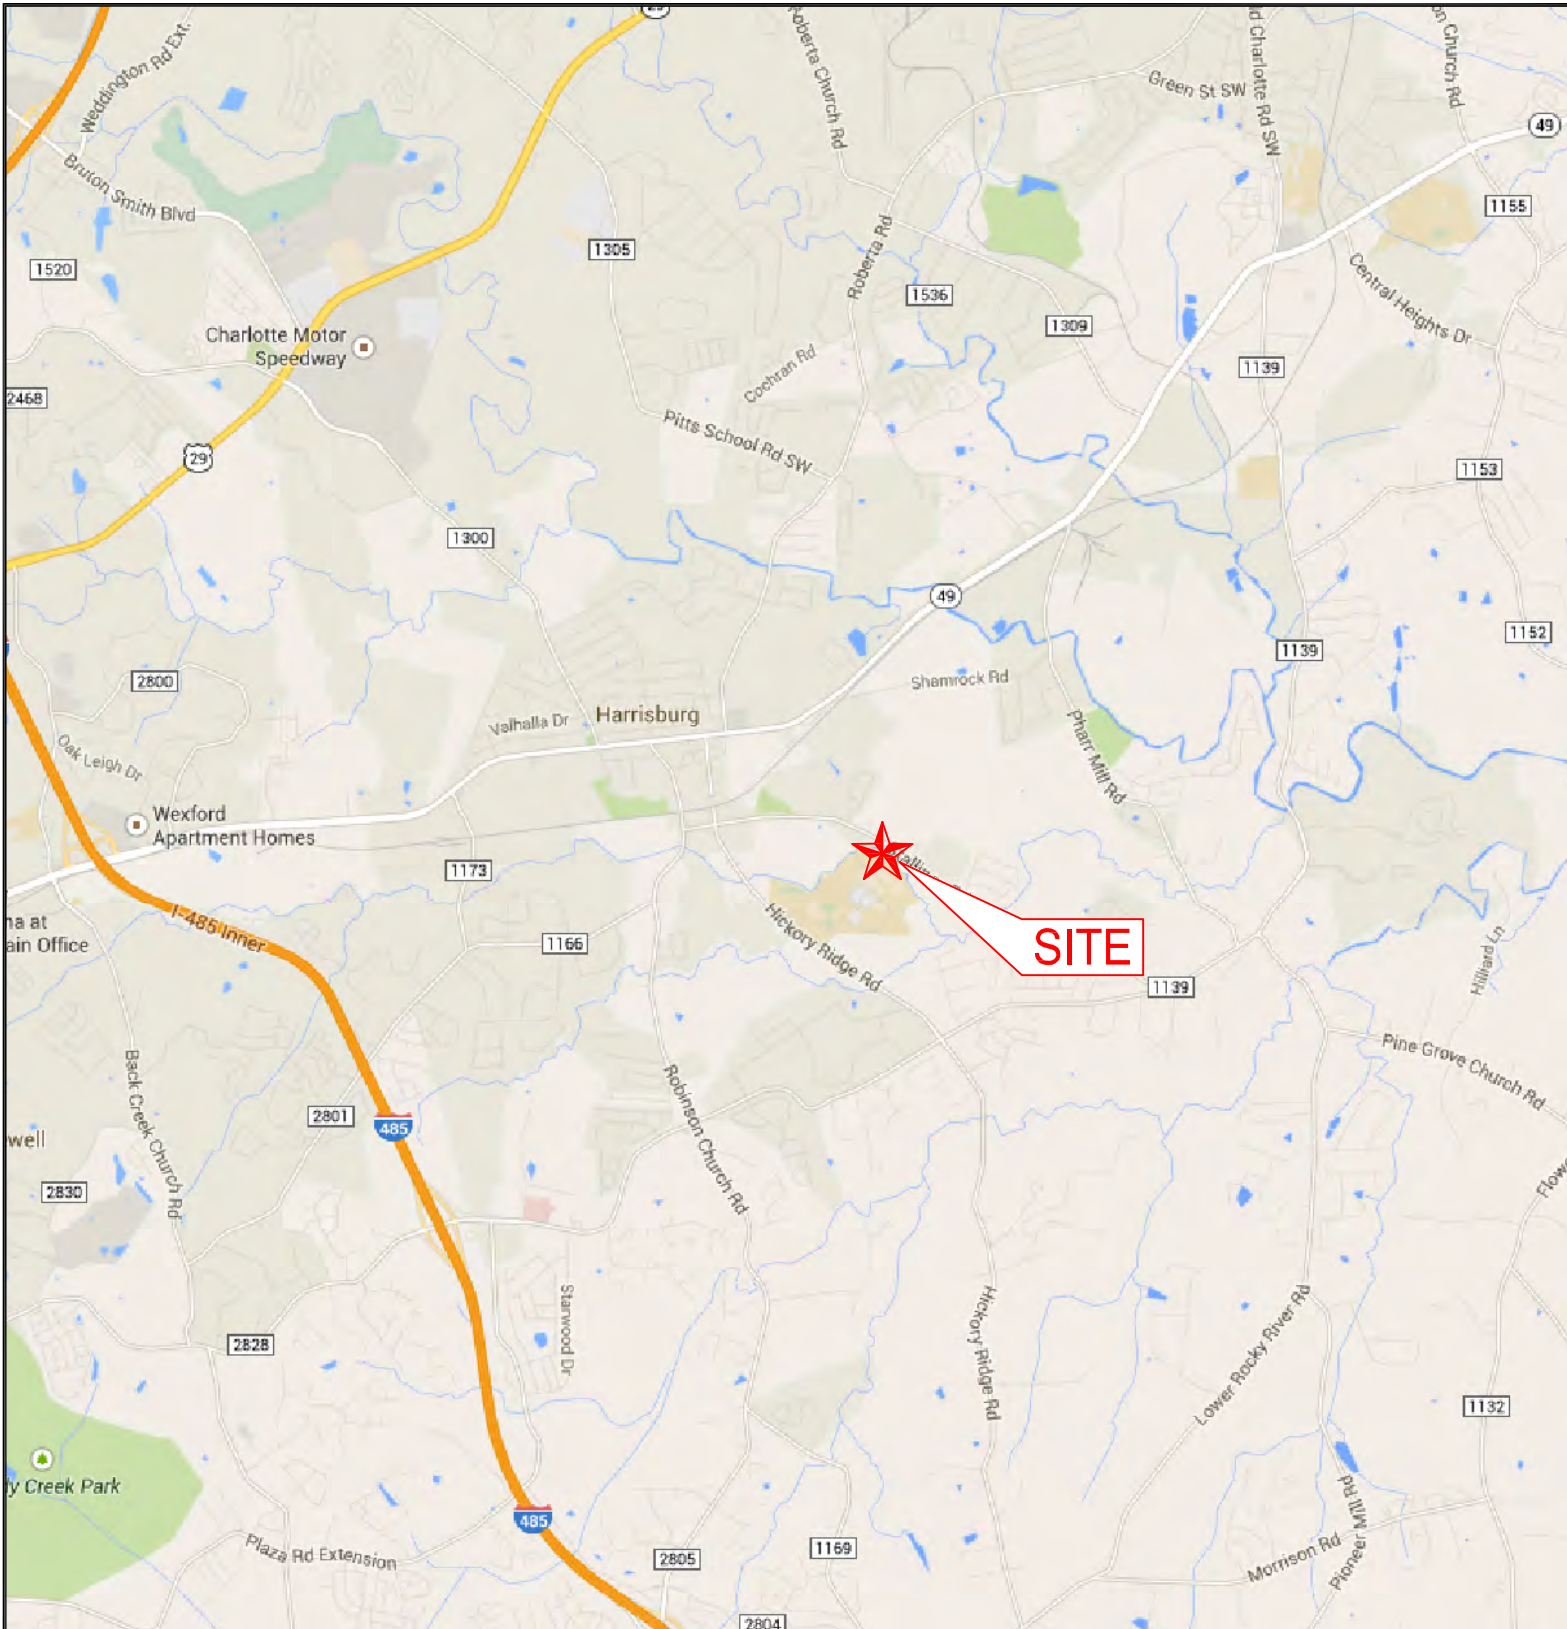 29
Roberta Church Rd
Weddington Rd Ext.
Green St SW
Charlotte Rd SW
Church Rd
49
Bruton Smith Blvd
1155
1520
1305
Roberta Rd
1536
1309
Central Heights Dr
Charlotte Motor
Speedway
Cochran Rd
1139
2468
Pitts School Rd SW
29
1153
1300
49
1152
1139
2800
Shamrock Rd
Valhalla Dr
Harrisburg
Oak Leigh Dr
Pharr Mill Rd
Wexford
Apartment Homes
1173
I-485 Inner
1166
Hickory Ridge Rd
SITE
at
Office
Hilliard Ln
1139
Pine Grove Church Rd
Back Creek Church Rd
Robinson Church Rd
2801
485
well
2830
Starwood Dr
Hickory Ridge Rd
Lower Rocky River Rd
2828
1132
Creek Park
Pioneer Mill Rd
485
Plaza Rd Extension
2805
1169
Morrison Rd
2804